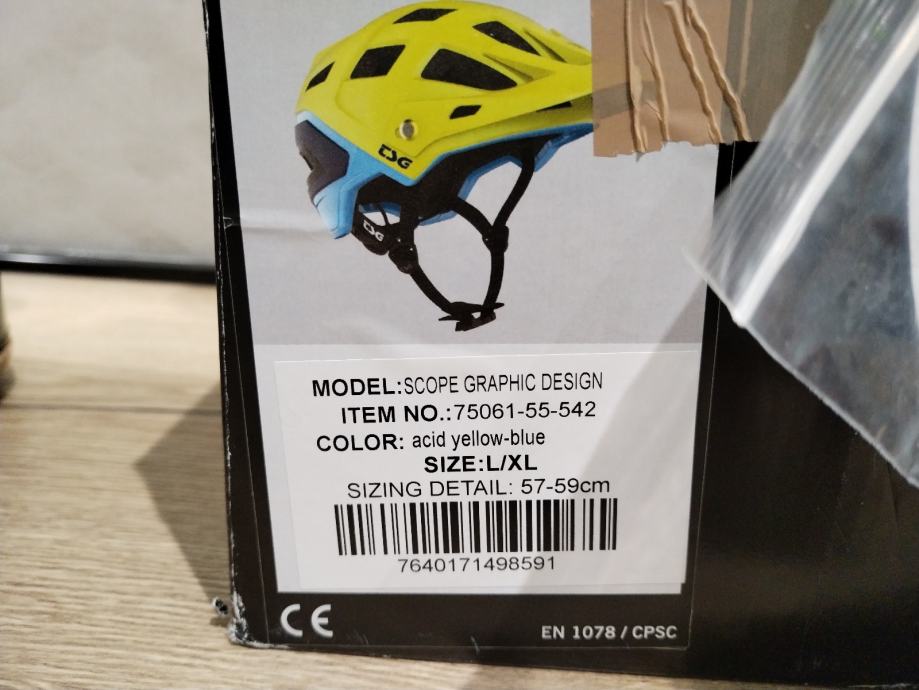 TSG
TSG
MODEL:SCOPE GRAPHIC DESIGN
ITEM NO.:75061-55-542
COLOR: acid yellow-blue
SIZE:L/XL
SIZING DETAIL: 57-59cm
7640171498591
CE
EN 1078 / CPSC